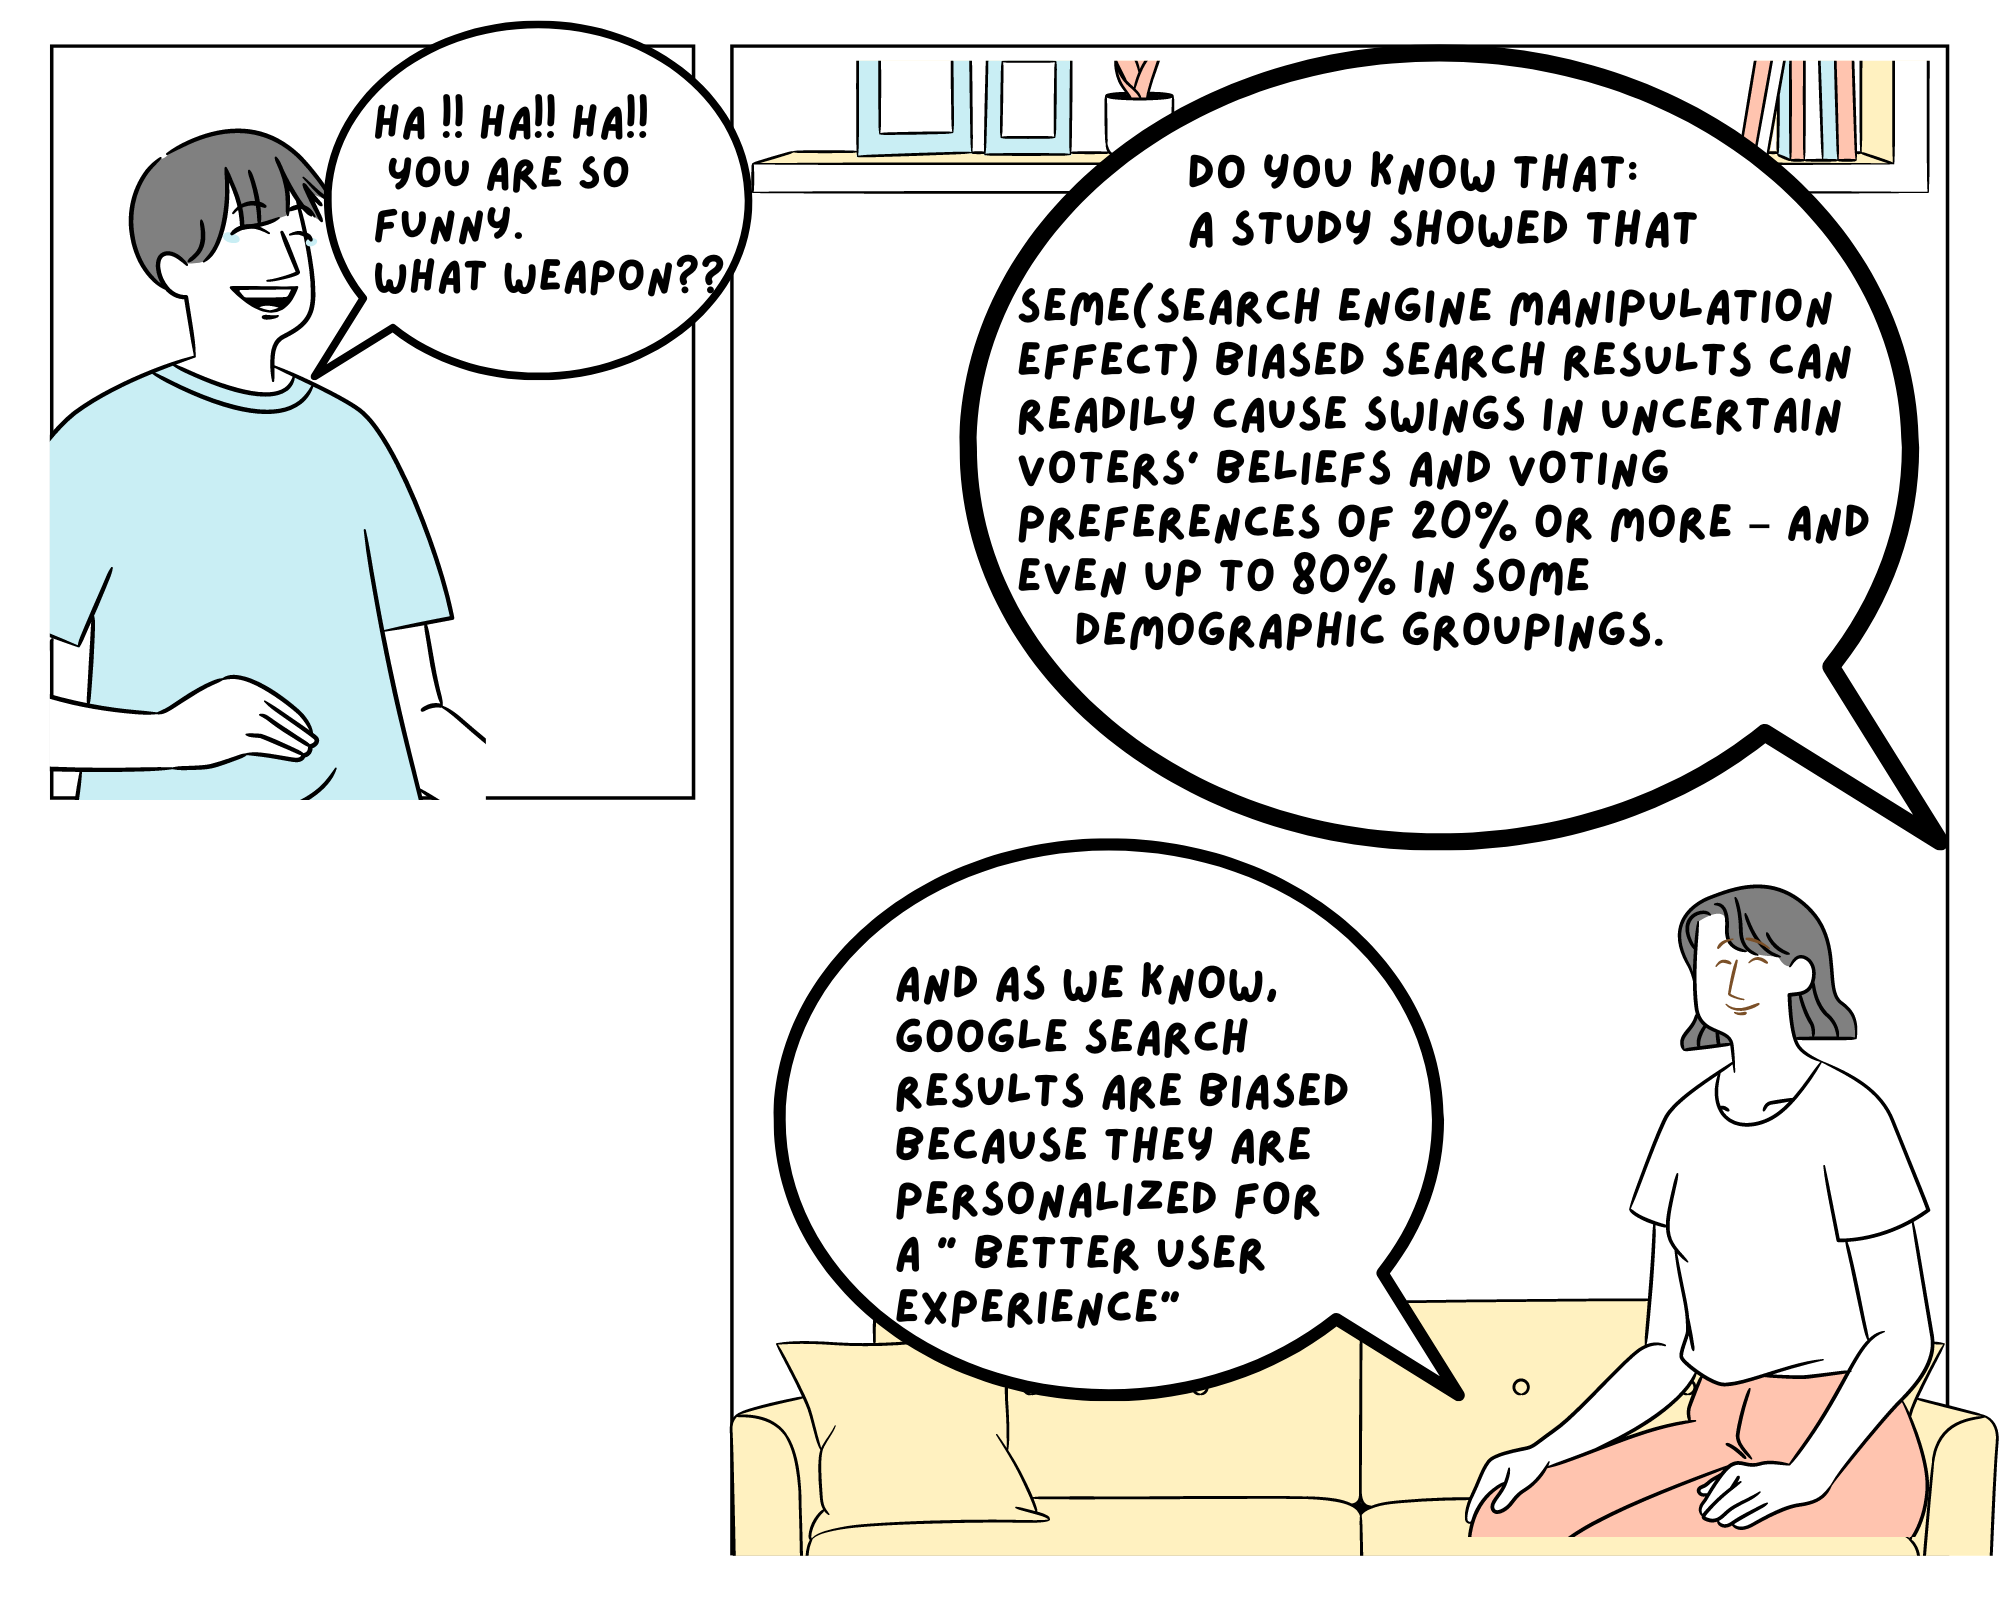 HA !! HA!! HA!!
YOU ARE SO
FUNNY.
WHAT WEAPON??
DO YOU KNOW THAT:
A STUDY SHOWED THAT
SEME(SEARCH ENGINE MANIPULATION
EFFECT) BIASED SEARCH RESULTS CAN
READILY CAUSE SWINGS IN UNCERTAIN
VOTERS' BELIEFS AND VOTING
PREFERENCES OF 20% OR MORE – AND
EVEN UP TO 80% IN SOME
DEMOGRAPHIC GROUPINGS.
AND AS WE KNOW,
GOOGLE SEARCH
RESULTS ARE BIASED
BECAUSE THEY ARE
PERSONALIZED FOR
A " BETTER USER
EXPERIENCE"